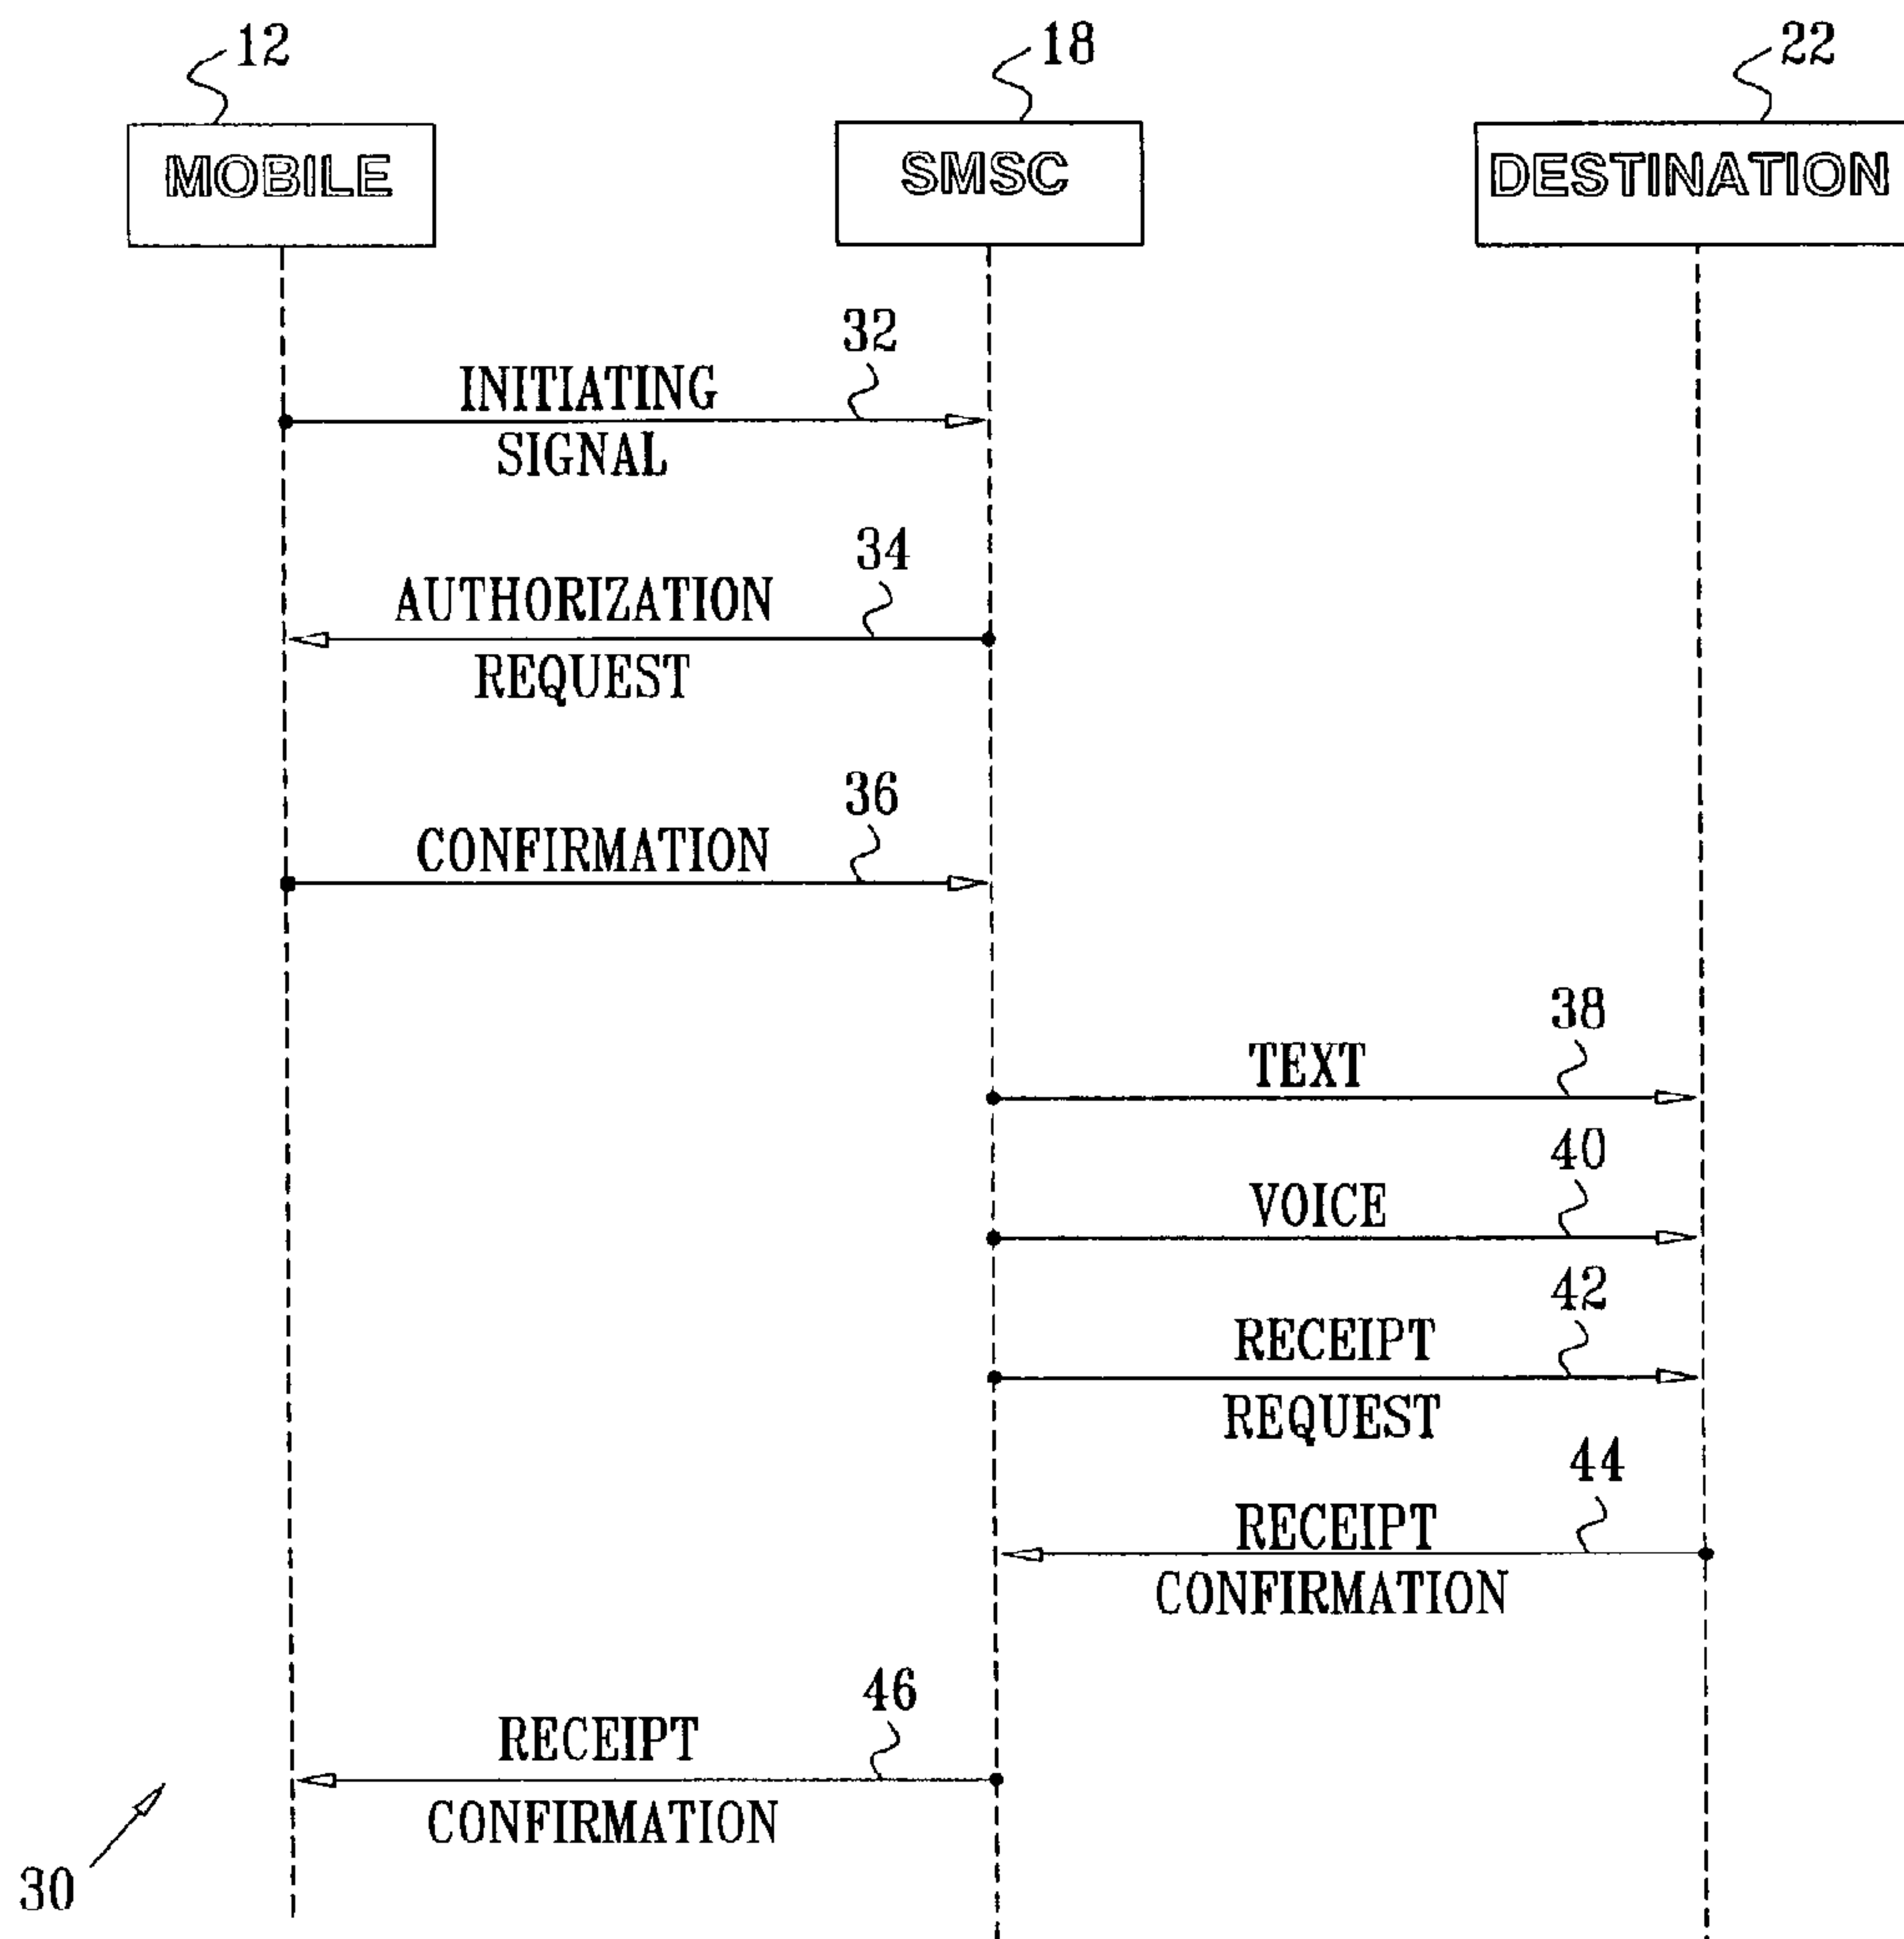 12
18
22
MOBILE
SMSC
DESTINATION
32
INITIATING
SIGNAL
34
AUTHORIZATION
REQUEST
36
CONFIRMATION
38
TEXT
40
VOICE
42
RECEIPT
REQUEST
44
RECEIPT
CONFIRMATION
46
RECEIPT
CONFIRMATION
30